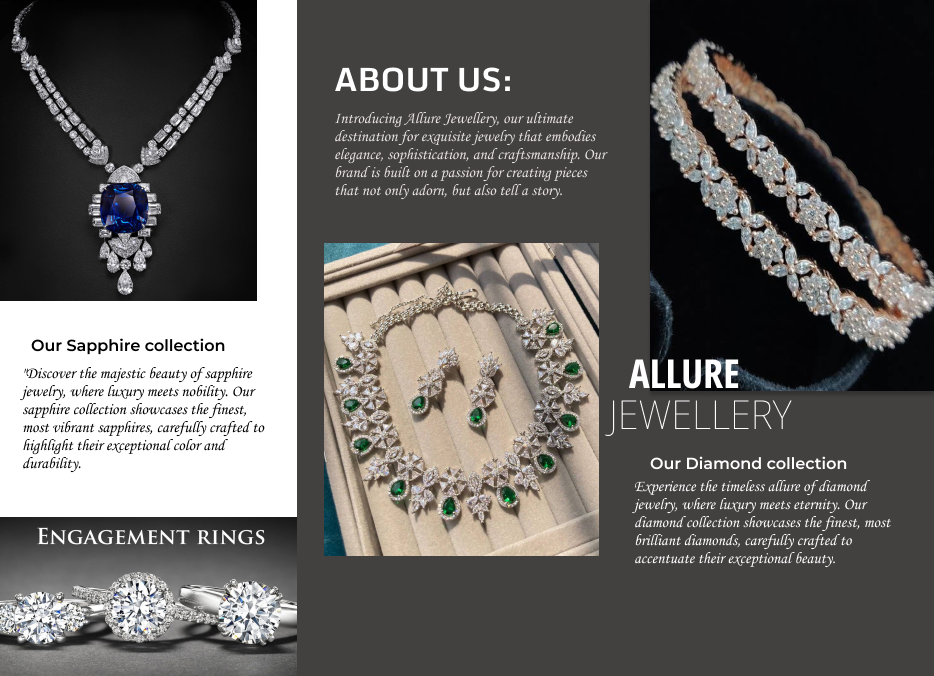 Our Sapphire collection
"Discover the majestic beauty of sapphire
jewelry, where luxury meets nobility. Our
sapphire collection showcases the finest,
most vibrant sapphires, carefully crafted to
highlight their exceptional color and
durability.
ENGAGEMENT RINGS
ABOUT US:
Introducing Allure Jewellery, our ultimate
destination for exquisite jewelry that embodies
elegance, sophistication, and craftsmanship. Our
brand is built on a passion for creating pieces
that not only adorn, but also tell a story.
ALLURE
JEWELLERY
Our Diamond collection
Experience the timeless allure of diamond
jewelry, where luxury meets eternity. Our
diamond collection showcases the finest, most
brilliant diamonds, carefully crafted to
accentuate their exceptional beauty.